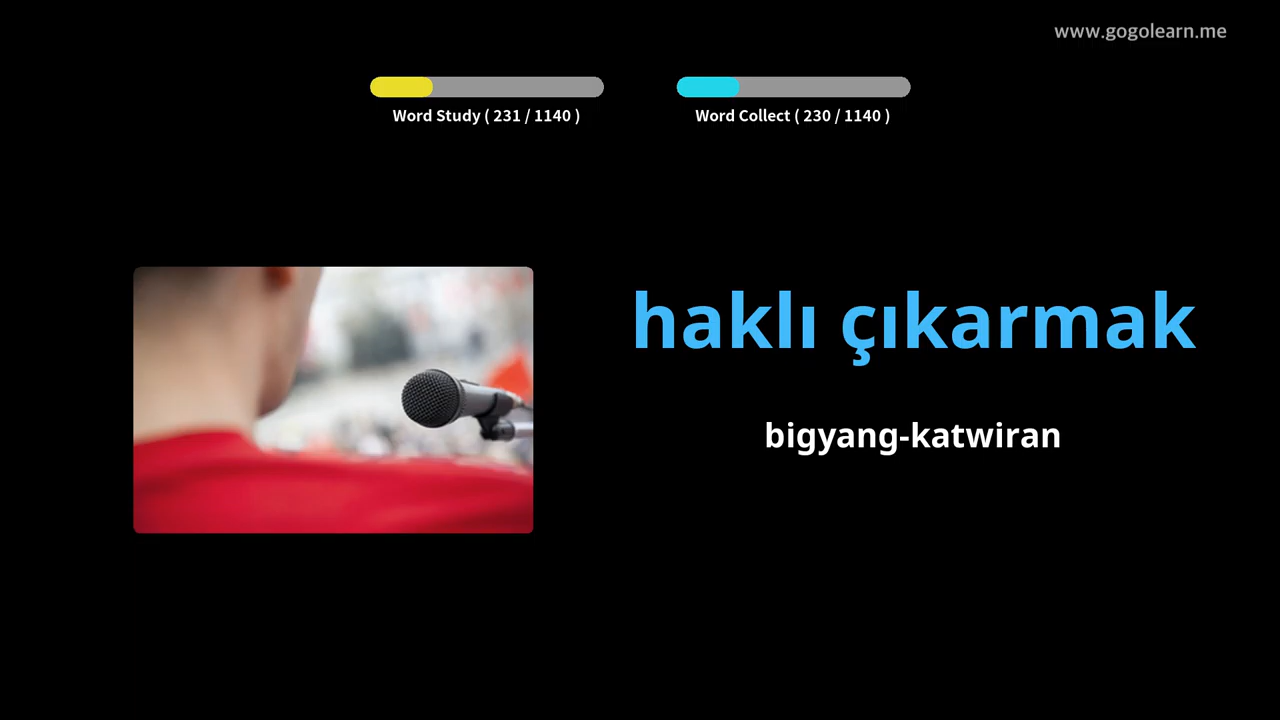 www.gogolearn.me
Word Study ( 231 / 1140 )
Word Collect ( 230 / 1140 )
haklı çıkarmak
bigyang-katwiran